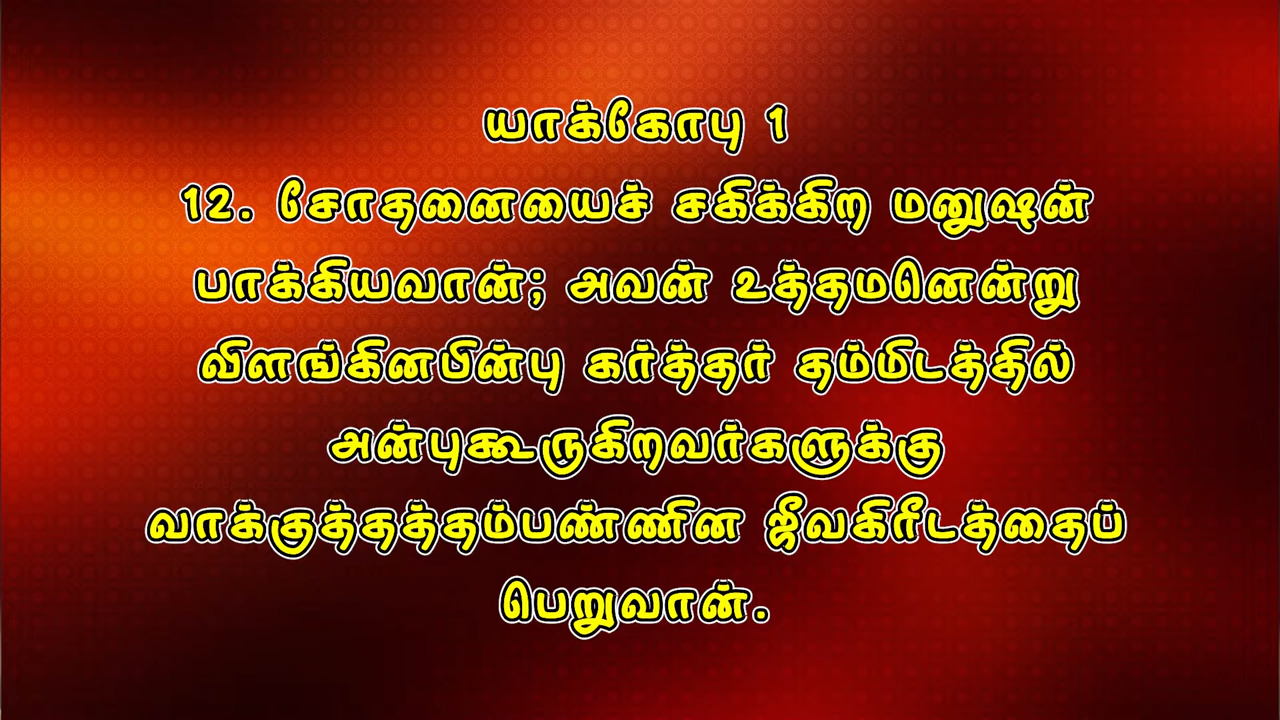 யாக்கோபு 1
12. சோதனையைச் சகிக்கிற மனுஷன்
பாக்கியவான்; அவன் உத்தமனென்று
விளங்கினபின்பு கர்த்தர் தம்மிடத்தில்
அன்புகூருகிறவர்களுக்கு
வாக்குத்தத்தம்பண்ணின ஜீவகிரீடத்தைப்
பெறுவான்.